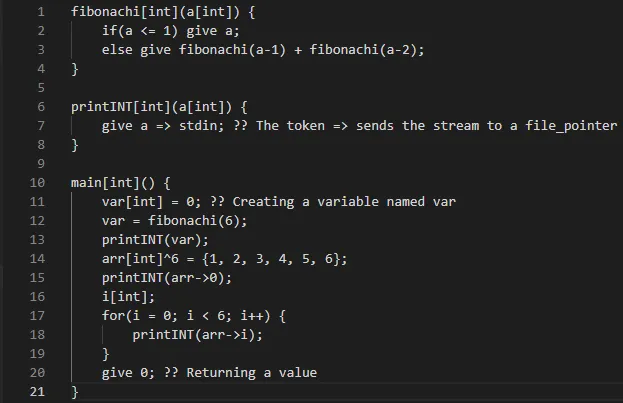 1 fibonachi[int](a[int]) {
2 if(a <= 1) give a;
3 else give fibonachi(a-1) + fibonachi(a-2);
4 }
5
6 printINT[int](a[int]) {
7 give a => stdin; ?? The token => sends the stream to a file_pointer
8 }
9
10 main[int]() {
11 var[int] = 0; ?? Creating a variable named var
12 var = fibonachi(6);
13 printINT(var);
14 arr[int]^6 = {1, 2, 3, 4, 5, 6};
15 printINT(arr->0);
16 i[int];
17 for(i = 0; i < 6; i++) {
18 printINT(arr->i);
19 }
20 give 0; ?? Returning a value
21 }